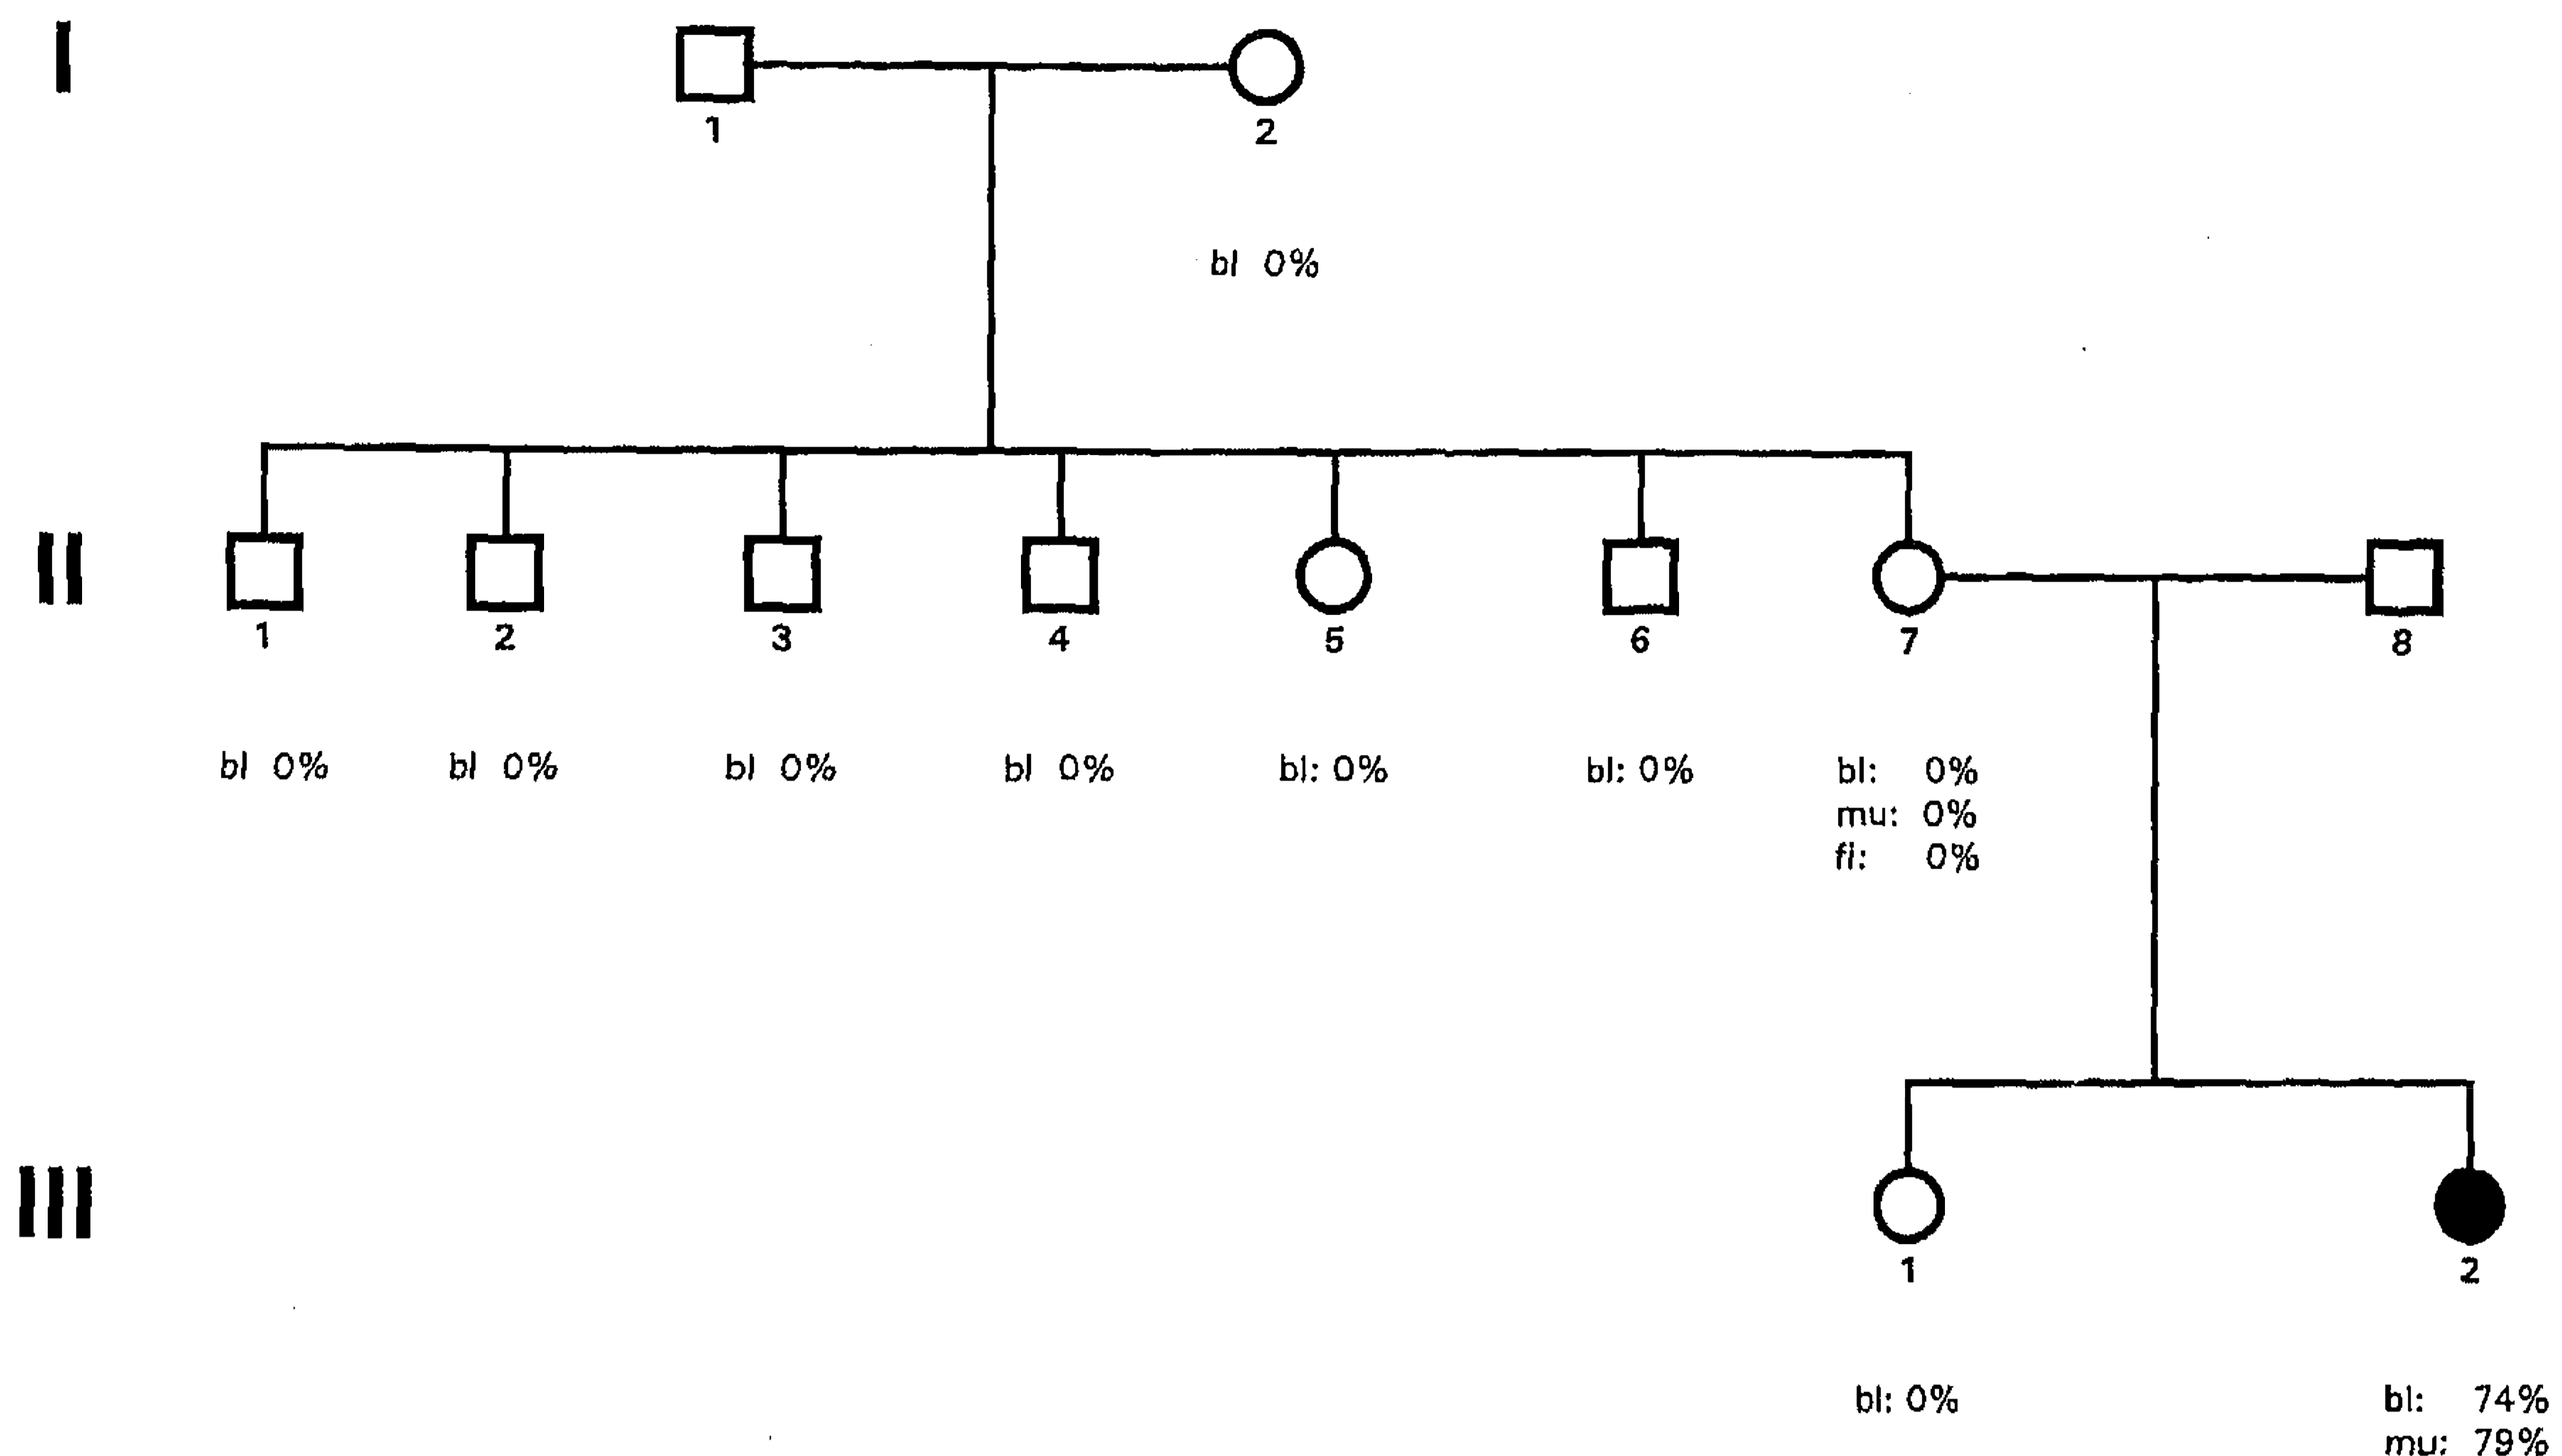 I
1 2
bl 0%
II
1 2 3 4 5 6 7 8
bl 0% bl 0% bl 0% bl 0% bl: 0% bl: 0% bl: 0%
mu: 0%
fi: 0%
III
1 2
bl: 0% bl: 74%
mu: 79%